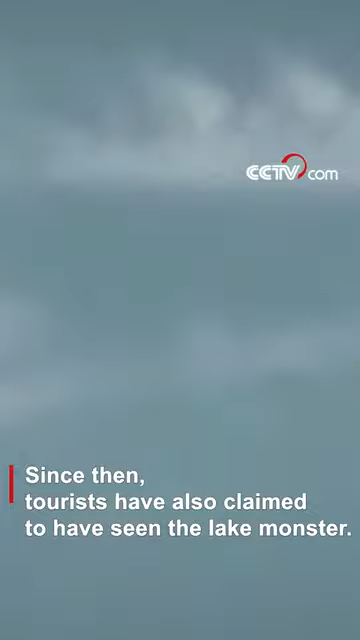 CCTV.com
Since then,
tourists have also claimed
to have seen the lake monster.